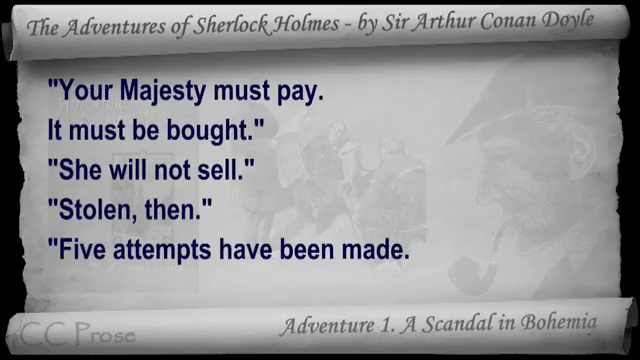 The Adventures of Sherlock Holmes - by Sir Arthur Conan Doyle
"Your Majesty must pay.
It must be bought."
"She will not sell."
"Stolen, then."
"Five attempts have been made.
Adventure 1. A Scandal in Bohemia
CC Prose